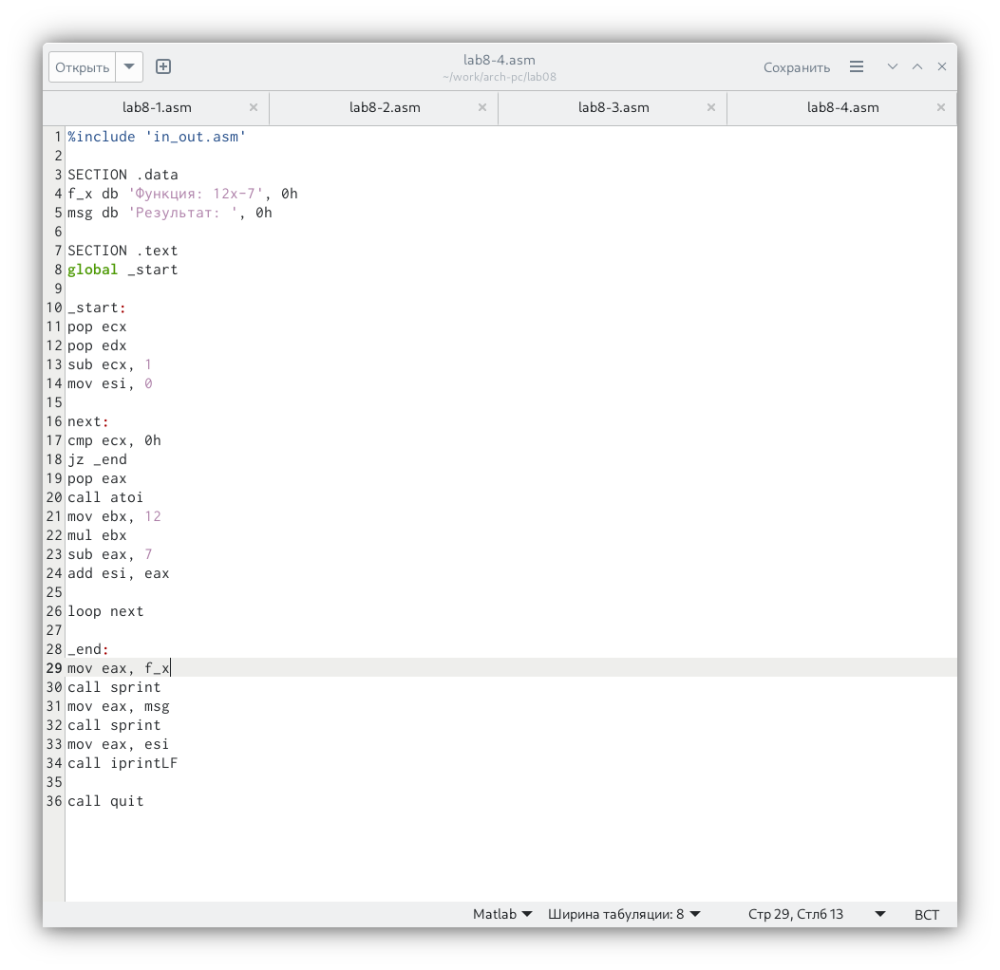 Открыть
lab8-4.asm
~/work/arch-pc/lab08
Сохранить
lab8-1.asm
lab8-2.asm
lab8-3.asm
lab8-4.asm
1 %include 'in_out.asm'
2
3 SECTION .data
4 f_x db 'Функция: 12x-7', 0h
5 msg db 'Результат: ', 0h
6
7 SECTION .text
8 global _start
9
10 _start:
11 pop ecx
12 pop edx
13 sub ecx, 1
14 mov esi, 0
15
16 next:
17 cmp ecx, 0h
18 jz _end
19 pop eax
20 call atoi
21 mov ebx, 12
22 mul ebx
23 sub eax, 7
24 add esi, eax
25
26 loop next
27
28 _end:
29 mov eax, f_x
30 call sprint
31 mov eax, msg
32 call sprint
33 mov eax, esi
34 call iprintLF
35
36 call quit
Matlab Ширина табуляции: 8 Стр 29, Стлб 13 ВСТ